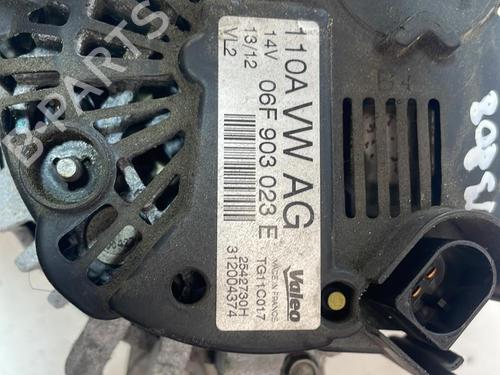 110A VW AG
14V 06F 903 023 E
13/12
VL2
Valeo
MADE IN FRANCE
TG11C017
2542730H
312004374
B-PARTS